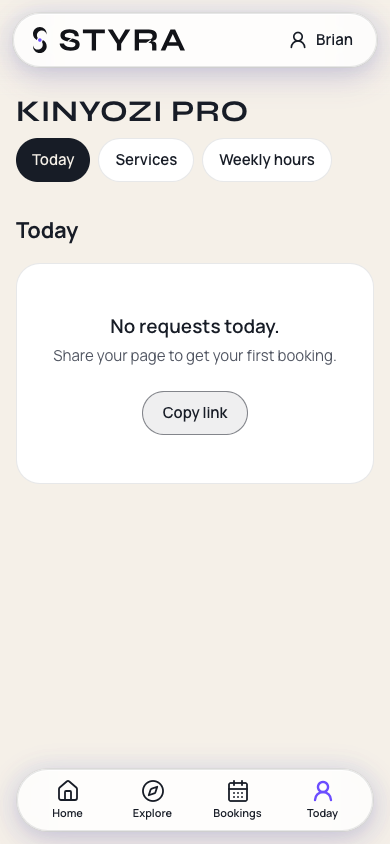 STYRA
Brian
KINYOZI PRO
Today
Services
Weekly hours
Today
No requests today.
Share your page to get your first booking.
Copy link
Home
Explore
Bookings
Today